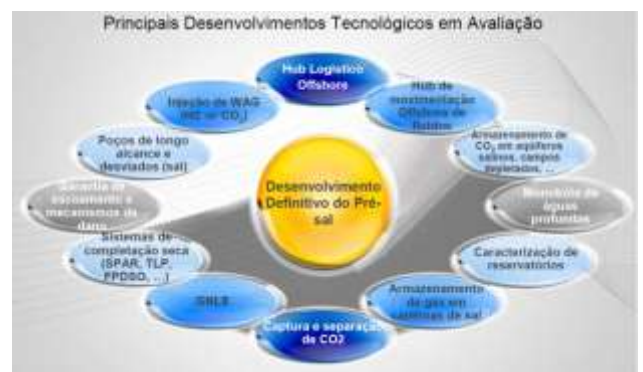 Principais Desenvolvimentos Tecnológicos em Avaliação
Hub Logístico
Offshore
Hub de
movimentação
Offshore de
fluidos
Injeção de WAG
(HC or CO2)
Poços de longo
alcance e
desviados (sal)
Armazenamento de
CO2 em aquíferos
salinos, campos
depletados, ...
Desenvolvimento
Definitivo do Pré-
sal
Garantia de
escoamento e
mecanismos de
dano
águas
profundas
Sistemas de
completação seca
(SPAR, TLP,
FPDSO, ...)
Caracterização de
reservatórios
GNLE
Armazenamento
de gás em
cavernas de sal
Captura e separação
de CO2